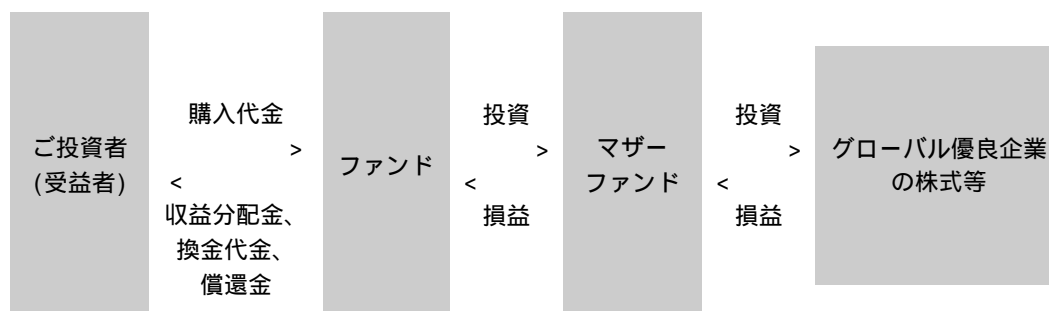 ご投資者
(受益者)
購入代金
>
<
収益分配金、
換金代金、
償還金
ファンド
投資
>
<
損益
マザー
ファンド
投資
>
<
損益
グローバル優良企業
の株式等